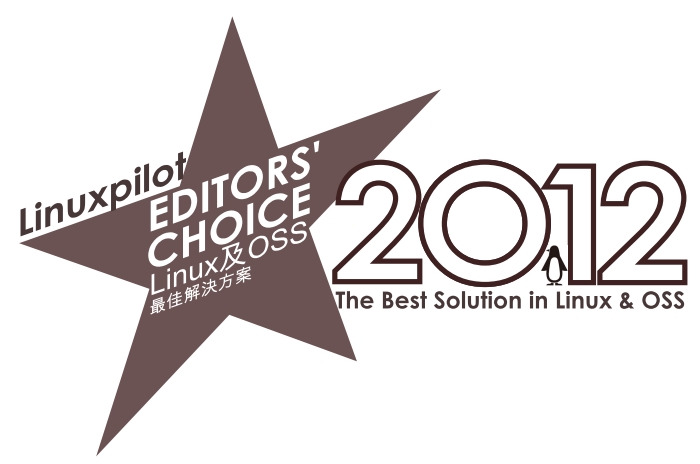 Linuxpilot
EDITORS'
CHOICE
Linux及OSS
最佳解決方案
2012
The Best Solution in Linux & OSS